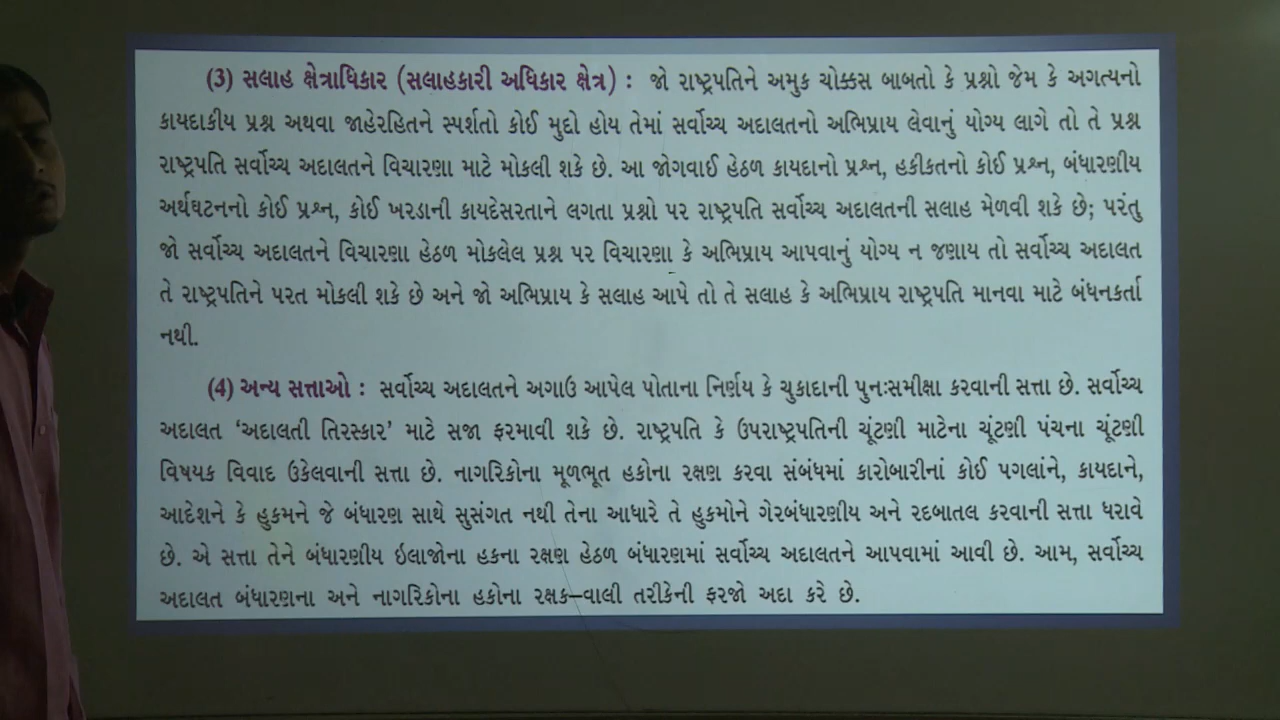 (3) સલાહ ક્ષેત્રાધિકાર (સલાહકારી અધિકાર ક્ષેત્ર) : જો રાષ્ટ્રપતિને અમુક ચોક્કસ બાબતો કે પ્રશ્નો જેમ કે અગત્યનો
કાયદાકીય પ્રશ્ન અથવા જાહેરહિતને સ્પર્શતો કોઈ મુદ્દો હોય તેમાં સર્વોચ્ચ અદાલતનો અભિપ્રાય લેવાનું યોગ્ય લાગે તો તે પ્રશ્ન
રાષ્ટ્રપતિ સર્વોચ્ચ અદાલતને વિચારણા માટે મોકલી શકે છે. આ જોગવાઈ હેઠળ કાયદાનો પ્રશ્ન, હકીકતનો કોઈ પ્રશ્ન, બંધારણીય
અર્થઘટનનો કોઈ પ્રશ્ન, કોઈ ખરડાની કાયદેસરતાને લગતા પ્રશ્નો પર રાષ્ટ્રપતિ સર્વોચ્ચ અદાલતની સલાહ મેળવી શકે છે; પરંતુ
જો સર્વોચ્ચ અદાલતને વિચારણા હેઠળ મોકલેલ પ્રશ્ન પર વિચારણા કે અભિપ્રાય આપવાનું યોગ્ય ન જણાય તો સર્વોચ્ચ અદાલત
તે રાષ્ટ્રપતિને પરત મોકલી શકે છે અને જો અભિપ્રાય કે સલાહ આપે તો તે સલાહ કે અભિપ્રાય રાષ્ટ્રપતિ માનવા માટે બંધનકર્તા
નથી.
(4) અન્ય સત્તાઓ : સર્વોચ્ચ અદાલતને અગાઉ આપેલ પોતાના નિર્ણય કે ચુકાદાની પુનઃસમીક્ષા કરવાની સત્તા છે. સર્વોચ્ચ
અદાલત ‘અદાલતી તિરસ્કાર’ માટે સજા ફરમાવી શકે છે. રાષ્ટ્રપતિ કે ઉપરાષ્ટ્રપતિની ચૂંટણી માટેના ચૂંટણી પંચના ચૂંટણી
વિષયક વિવાદ ઉકેલવાની સત્તા છે. નાગરિકોના મૂળભૂત હકોના રક્ષણ કરવા સંબંધમાં કારોબારીનાં કોઈ પગલાંને, કાયદાને,
આદેશને કે હુકમને જે બંધારણ સાથે સુસંગત નથી તેના આધારે તે હુકમોને ગેરબંધારણીય અને રદબાતલ કરવાની સત્તા ધરાવે
છે. એ સત્તા તેને બંધારણીય ઇલાજોના હકના રક્ષણ હેઠળ બંધારણમાં સર્વોચ્ચ અદાલતને આપવામાં આવી છે. આમ, સર્વોચ્ચ
અદાલત બંધારણના અને નાગરિકોના હકોના રક્ષક–વાલી તરીકેની ફરજો અદા કરે છે.